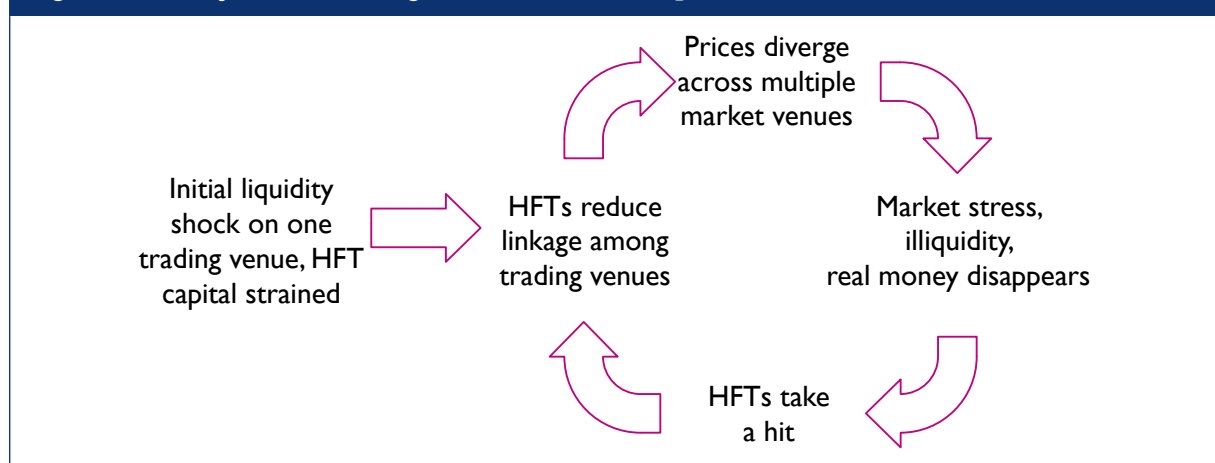 Initial liquidity
shock on one
trading venue, HFT
capital strained
HFTs reduce
linkage among
trading venues
Prices diverge
across multiple
market venues
Market stress,
illiquidity,
real money disappears
HFTs take
a hit